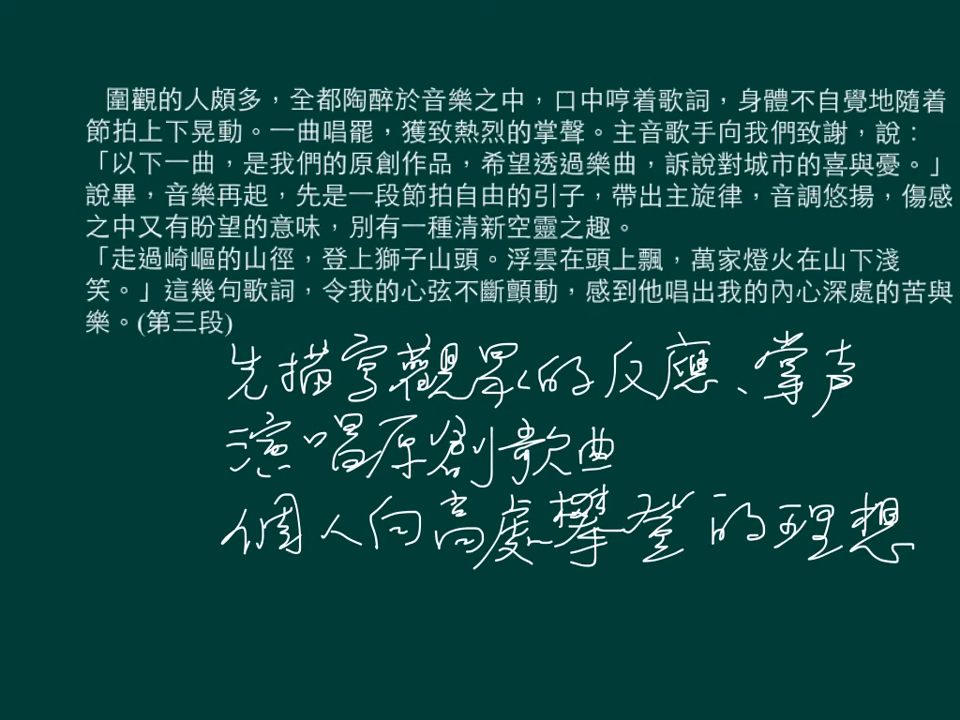 圍觀的人頗多，全都陶醉於音樂之中，口中哼着歌詞，身體不自覺地隨着
節拍上下晃動。一曲唱罷，獲致熱烈的掌聲。主音歌手向我們致謝，說：
「以下一曲，是我們的原創作品，希望透過樂曲，訴說對城市的喜與憂。」
說畢，音樂再起，先是一段節拍自由的引子，帶出主旋律，音調悠揚，傷感
之中又有盼望的意味，別有一種清新空靈之趣。
「走過崎嶇的山徑，登上獅子山頭。浮雲在頭上飄，萬家燈火在山下淺
笑。」這幾句歌詞，令我的心弦不斷顫動，感到他唱出我的內心深處的苦與
樂。(第三段)
先描寫觀眾的反應、掌声
演唱原創歌曲
個人向高處攀登的理想